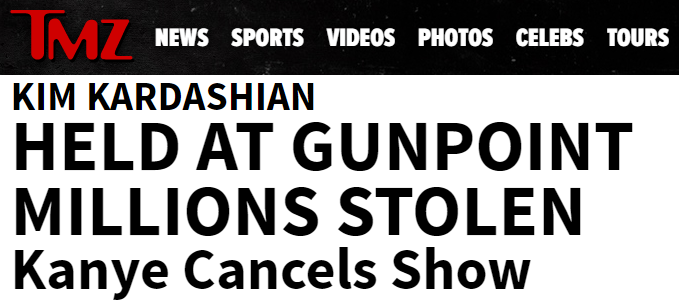 TMZ NEWS SPORTS VIDEOS PHOTOS CELEBS TOURS
KIM KARDASHIAN
HELD AT GUNPOINT
MILLIONS STOLEN
Kanye Cancels Show